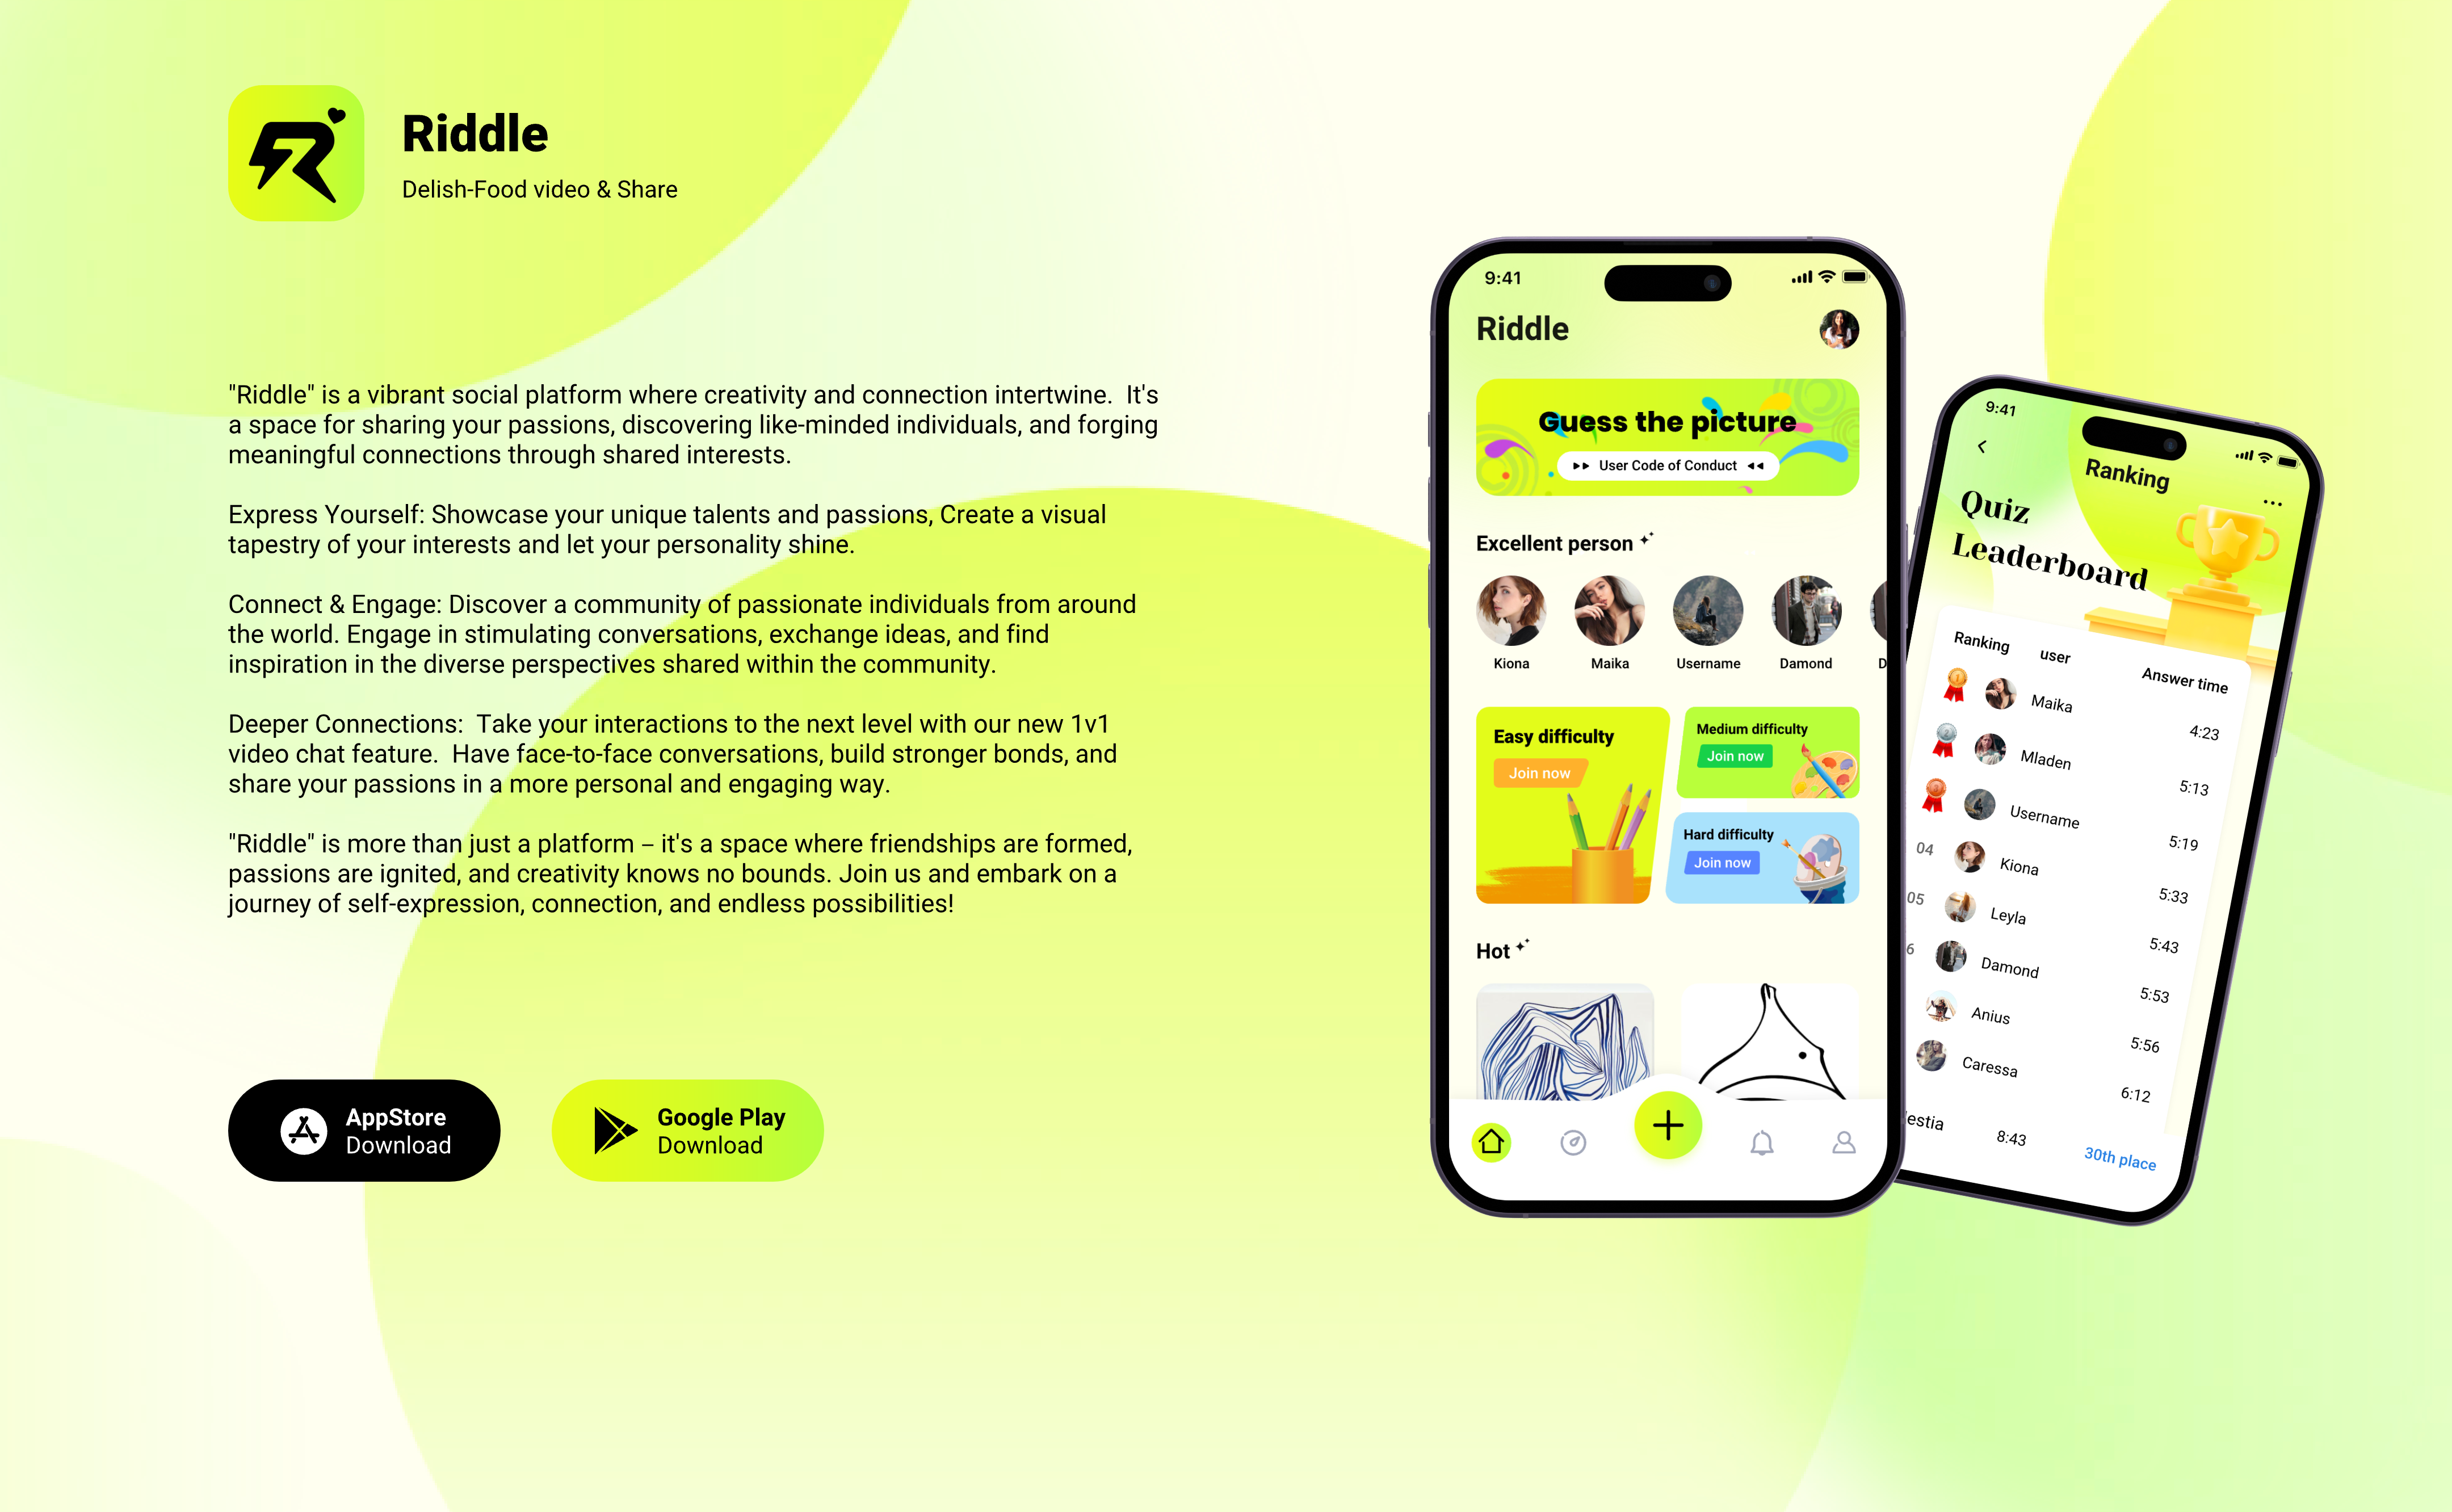 Riddle
Delish-Food video & Share
"Riddle" is a vibrant social platform where creativity and connection intertwine.  It's
a space for sharing your passions, discovering like-minded individuals, and forging
meaningful connections through shared interests.
Express Yourself: Showcase your unique talents and passions, Create a visual
tapestry of your interests and let your personality shine.
Connect & Engage: Discover a community of passionate individuals from around
the world. Engage in stimulating conversations, exchange ideas, and find
inspiration in the diverse perspectives shared within the community.
Deeper Connections:  Take your interactions to the next level with our new 1v1
video chat feature.  Have face-to-face conversations, build stronger bonds, and
share your passions in a more personal and engaging way.
"Riddle" is more than just a platform – it's a space where friendships are formed,
passions are ignited, and creativity knows no bounds. Join us and embark on a
journey of self-expression, connection, and endless possibilities!
AppStore
Download
Google Play
Download
9:41
Riddle
Guess the picture
User Code of Conduct
Excellent person
Kiona Maika Username Damond D
Easy difficulty
Join now
Medium difficulty
Join now
Hard difficulty
Join now
Hot
9:41
Ranking
Quiz
Leaderboard
Ranking user Answer time
1 Maika 4:23
2 Mladen 5:13
Username 5:19
04 Kiona 5:33
05 Leyla 5:43
6 Damond 5:53
Anius 5:56
Caressa 6:12
estia 8:43 30th place